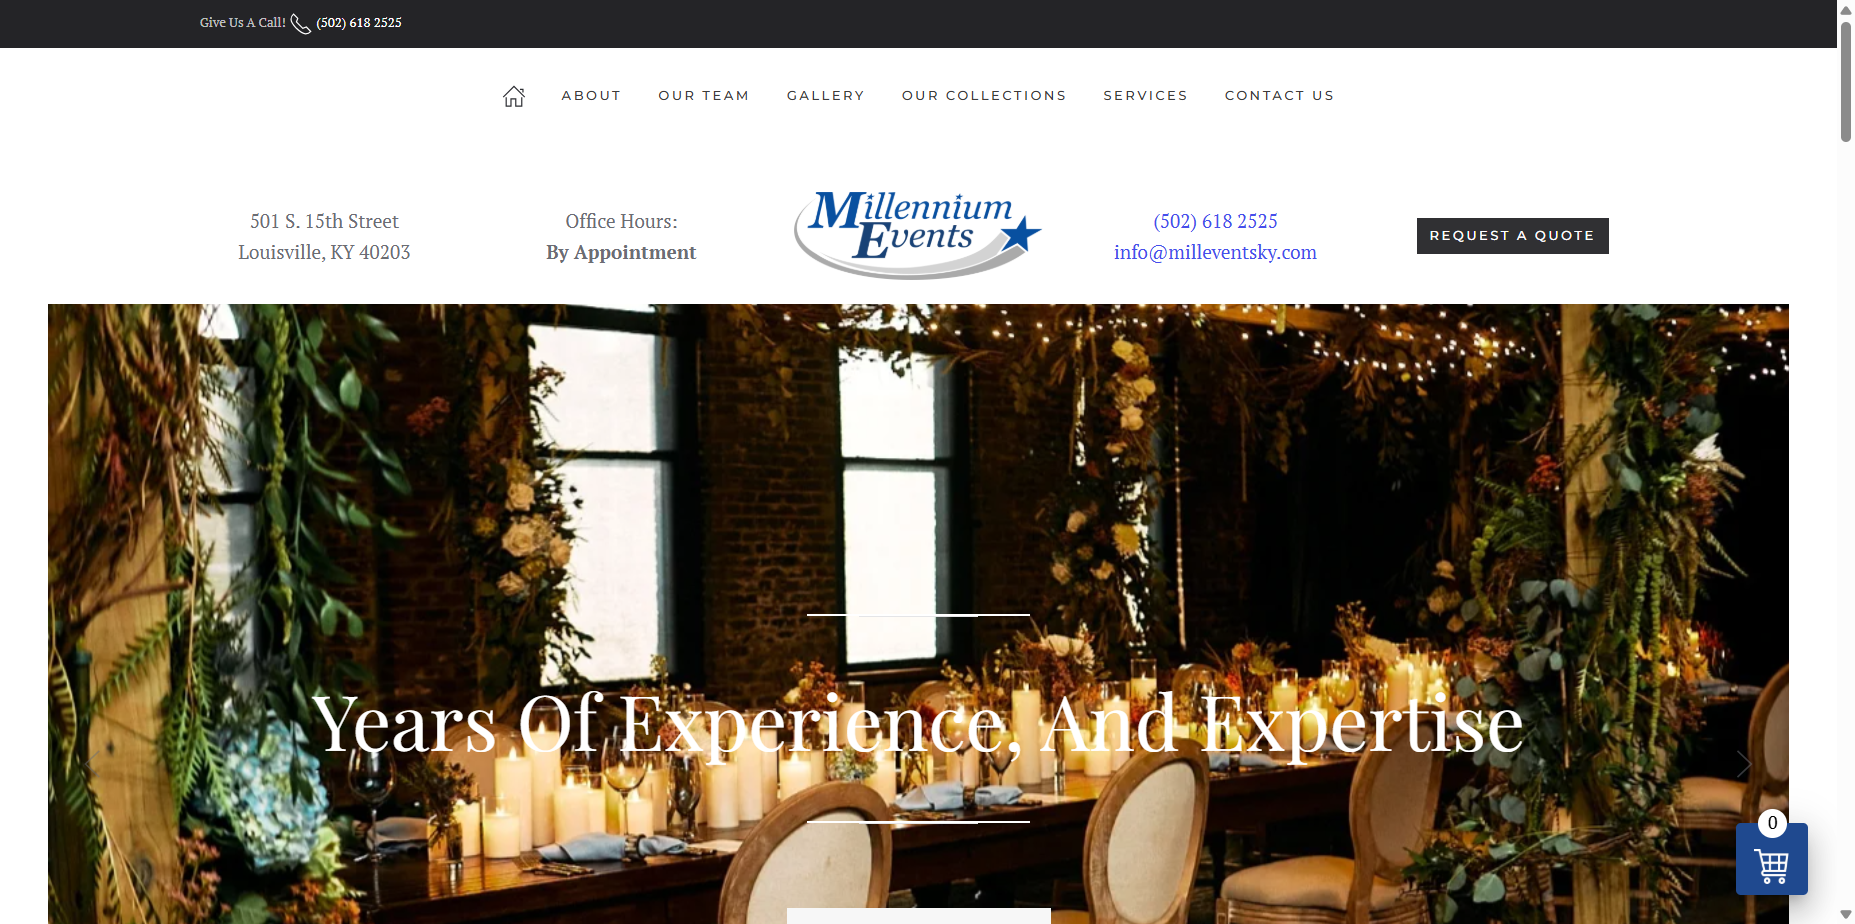 Give Us A Call! (502) 618 2525
ABOUT OUR TEAM GALLERY OUR COLLECTIONS SERVICES CONTACT US
501 S. 15th Street
Louisville, KY 40203
Office Hours:
By Appointment
Millennium
Events
(502) 618 2525
info@milleventsky.com
REQUEST A QUOTE
Years Of Experience, And Expertise
0